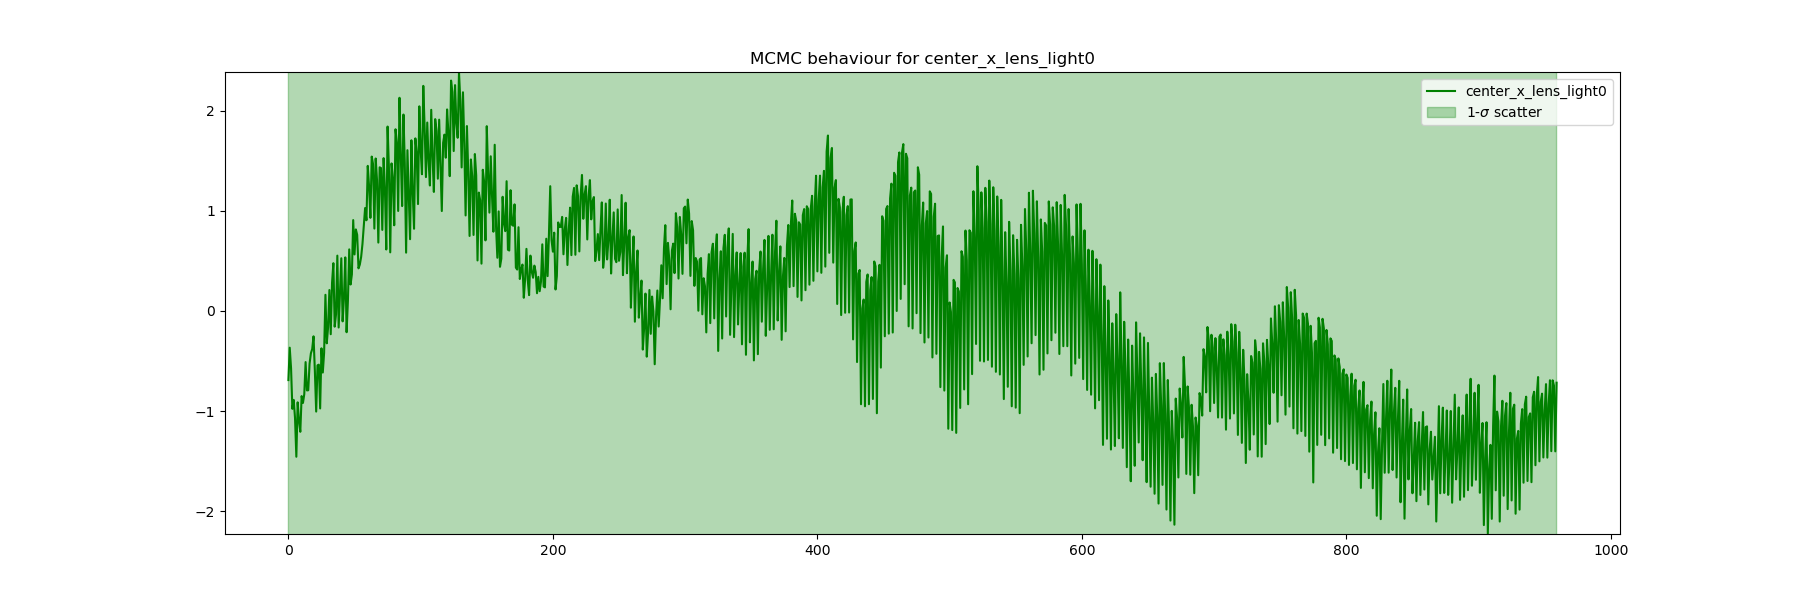 MCMC behaviour for center_x_lens_light0
center_x_lens_light0
1-σ scatter
2
1
0
−1
−2
0 200 400 600 800 1000